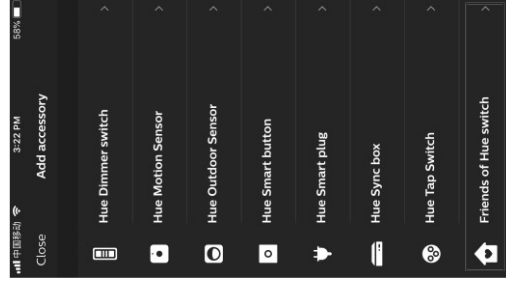 中国移动 3:22 PM 58%
Close Add accessory
Hue Dimmer switch
Hue Motion Sensor
Hue Outdoor Sensor
Hue Smart button
Hue Smart plug
Hue Sync box
Hue Tap Switch
Friends of Hue switch